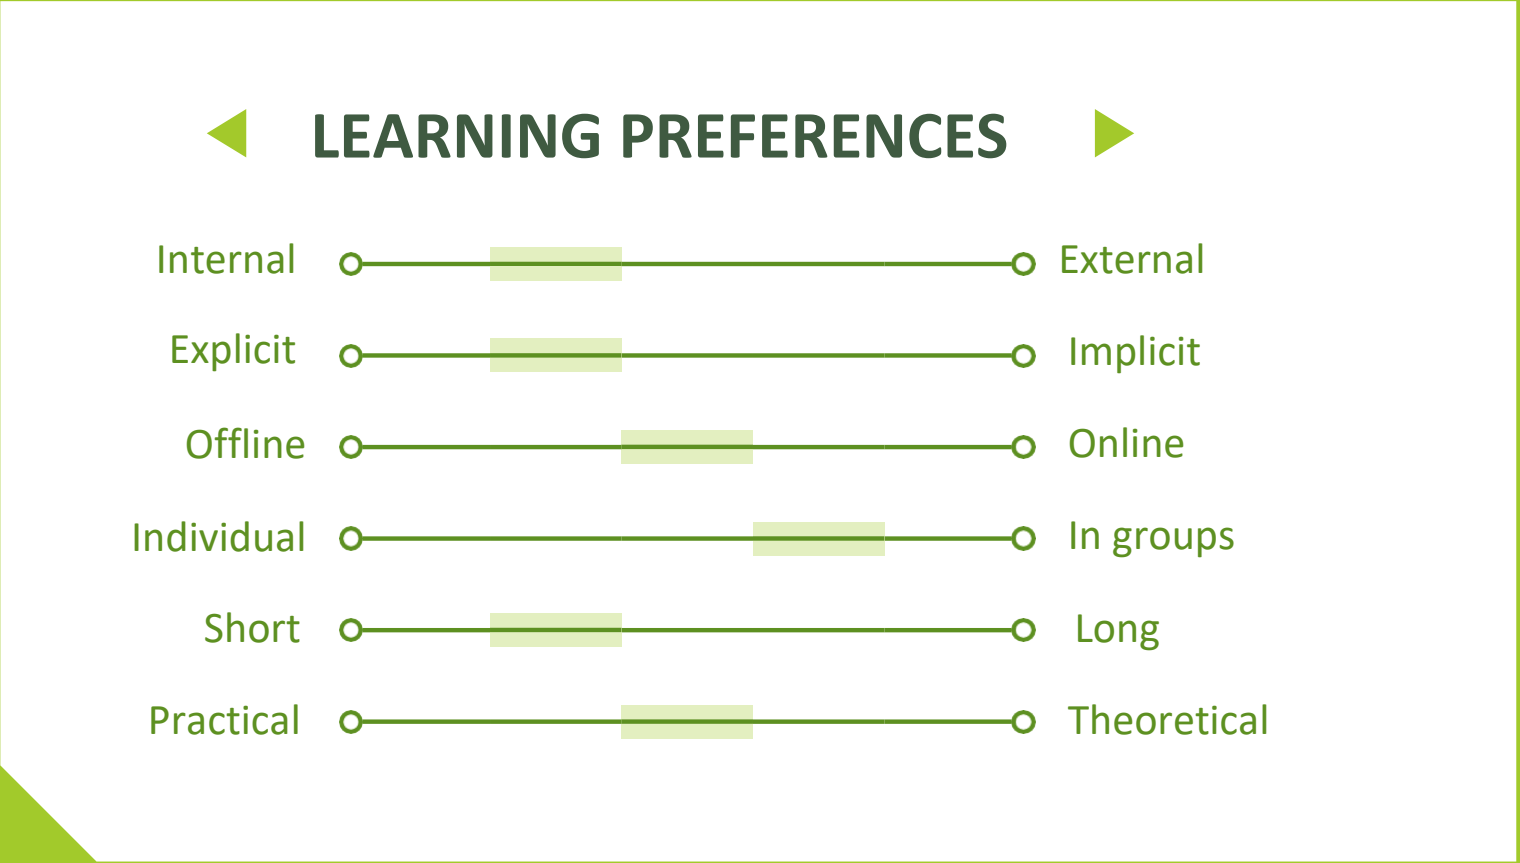 LEARNING PREFERENCES
Internal External
Explicit Implicit
Offline Online
Individual In groups
Short Long
Practical Theoretical